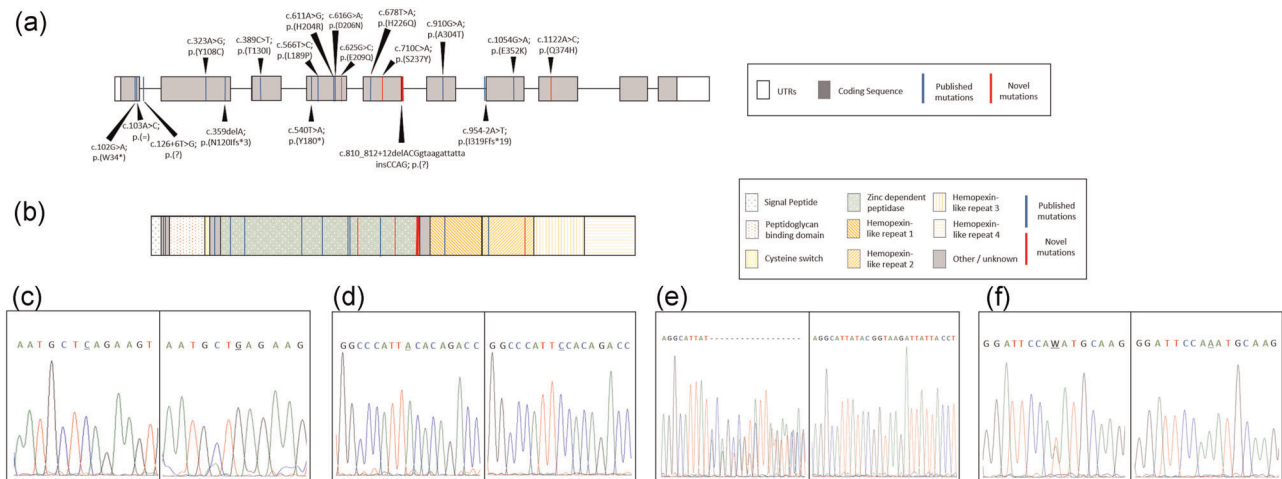 (a)
c.323A>G;
p.(Y108C)
c.389C>T;
p.(T130I)
c.566T>C;
p.(L189P)
c.611A>G;
p.(H204R)
c.616G>A;
p.(D206N)
c.625G>C;
p.(E209Q)
c.678T>A;
p.(H226Q)
c.710C>A;
p.(S237Y)
c.910G>A;
p.(A304T)
c.1054G>A;
p.(E352K)
c.1122A>C;
p.(Q374H)
c.102G>A;
p.(W34*)
c.103A>C;
p.(=)
c.126+6T>G;
p.(?)
c.359delA;
p.(N120Ifs*3)
c.540T>A;
p.(Y180*)
c.810_812+12delACGgtaagattatta
insCCAG; p.(?)
c.954-2A>T;
p.(I319Ffs*19)
UTRs
Coding Sequence
Published
mutations
Novel
mutations
(b)
Signal Peptide
Peptidoglycan
binding domain
Cysteine switch
Zinc dependent
peptidase
Hemopexin-
like repeat 1
Hemopexin-
like repeat 2
Hemopexin-
like repeat 3
Hemopexin-
like repeat 4
Other / unknown
Published
mutations
Novel
mutations
(c)
AATGCTCAGAAGT
AATGCTGAGAAG
(d)
GGCCCATTACACAGACC
GGCCCATTCCACAGACC
(e)
AGGCATTAT-------------------
AGGCATTATACGGTAAGATTATTACCT
(f)
GGATTCCAWATGCAAG
GGATTCCAAATGCAAG